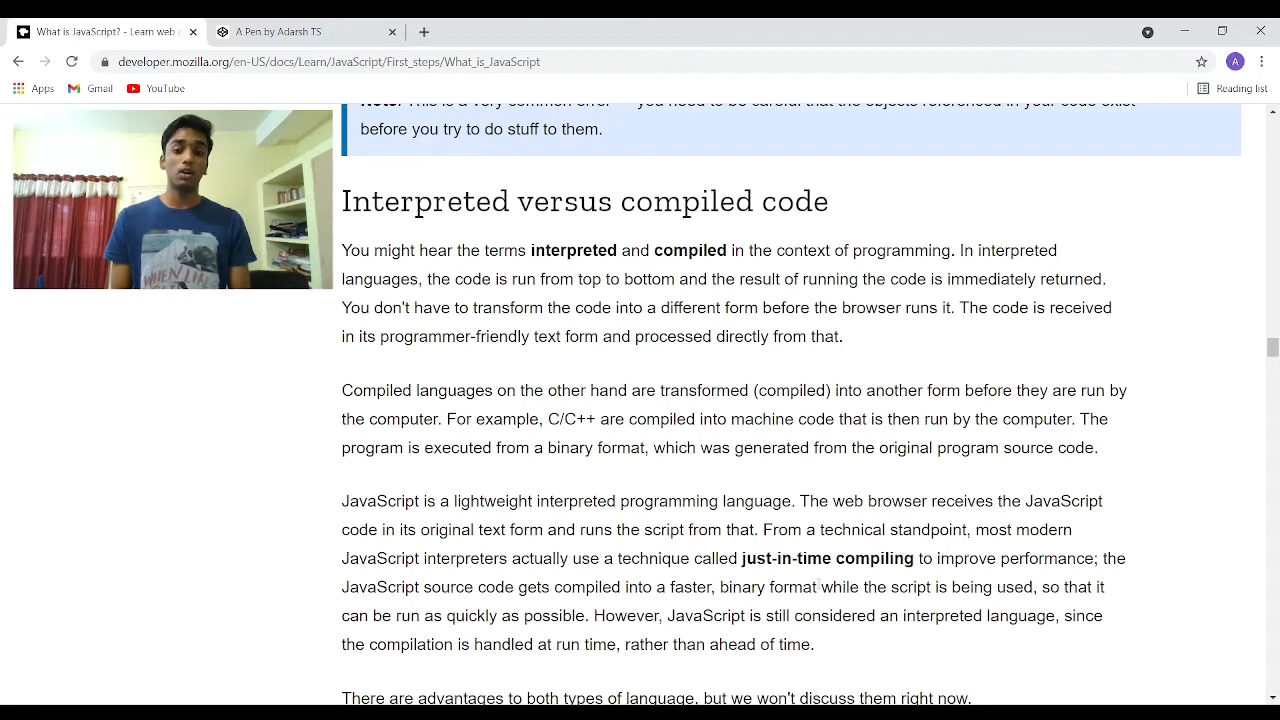 What is JavaScript? - Learn web
A Pen by Adarsh TS
developer.mozilla.org/en-US/docs/Learn/JavaScript/First_steps/What_is_JavaScript
A
Apps
Gmail
YouTube
Reading list
before you try to do stuff to them.
Interpreted versus compiled code
You might hear the terms interpreted and compiled in the context of programming. In interpreted
languages, the code is run from top to bottom and the result of running the code is immediately returned.
You don't have to transform the code into a different form before the browser runs it. The code is received
in its programmer-friendly text form and processed directly from that.
Compiled languages on the other hand are transformed (compiled) into another form before they are run by
the computer. For example, C/C++ are compiled into machine code that is then run by the computer. The
program is executed from a binary format, which was generated from the original program source code.
JavaScript is a lightweight interpreted programming language. The web browser receives the JavaScript
code in its original text form and runs the script from that. From a technical standpoint, most modern
JavaScript interpreters actually use a technique called just-in-time compiling to improve performance; the
JavaScript source code gets compiled into a faster, binary format while the script is being used, so that it
can be run as quickly as possible. However, JavaScript is still considered an interpreted language, since
the compilation is handled at run time, rather than ahead of time.
There are advantages to both types of language, but we won't discuss them right now.